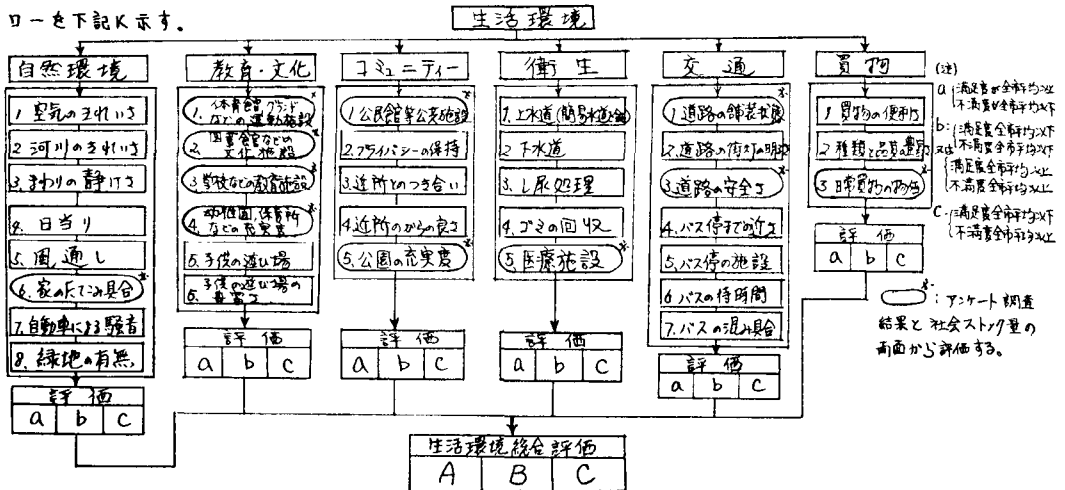 ローを下記に示す。
生活環境
自然環境
1 空気のきれいさ
2 河川のきれいさ
3.まわりの静けさ
4. 日当り
5. 風通し
6. 家のたてこみ具合
7. 自動車による騒音
8. 緑地の有無
評価
a b c
教育・文化
1. 体育館、グランドなどの運動施設
2. 図書館などの文化施設
3.学校などの教育施設
4. 幼稚園、保育所などの充実度
5.子供の遊び場
6. 子供の遊び場の
評価
a b c
コミュニティー
1 公民館等公共施設
2.プライバシーの保持
3.近所とのつき合い
4 近所のがらの良さ
5. 公園の充実度
評価
a b c
衛生
1.上水道(簡易水道含)
2 下水道
3.し尿処理
4.ゴミの回収
5 医療施設
評価
a b c
交通
1 道路の舗装状態
2.道路の街灯の明
3.道路の安全さ
4.バス停までの近さ
5.バス停の施設
6 バスの待時間
7.バスの混み具合
評価
a b c
買物
1 買物の便利さ
2 種類と品質の豊
3 日常買物の物価
評価
a b c
(注)
a:{満足度が全市平均以上
不満度が全市平均以下
b:{満足度全市平均以下
又は 不満度全市平均以下
{満足度全市平均以上
不満度全市平均以上
C:{満足度全市平均以下
不満度全市平均以上
※: アンケート調査
結果と社会ストック量の
両面から評価する。
生活環境総合評価
A B C